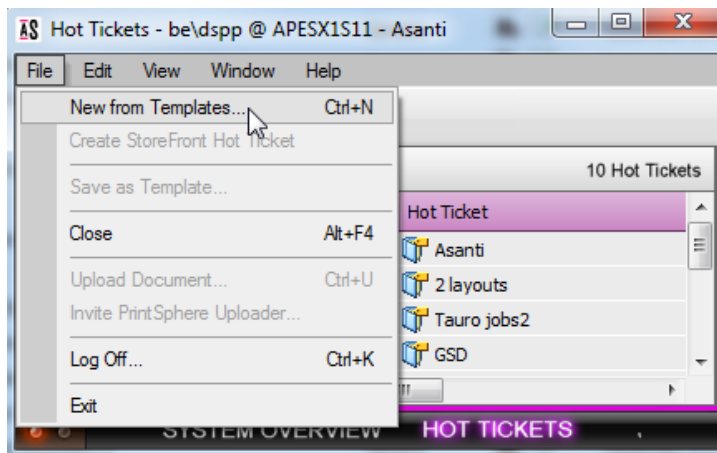 AS Hot Tickets - be\dspp @ APESX1S11 - Asanti
File Edit View Window Help
New from Templates... Ctrl+N
Create StoreFront Hot Ticket
10 Hot Tickets
Save as Template...
Hot Ticket
Close Alt+F4
Asanti
Upload Document... Ctrl+U
2 layouts
Invite PrintSphere Uploader...
Tauro jobs2
Log Off... Ctrl+K
GSD
Exit
SYSTEM OVERVIEW HOT TICKETS